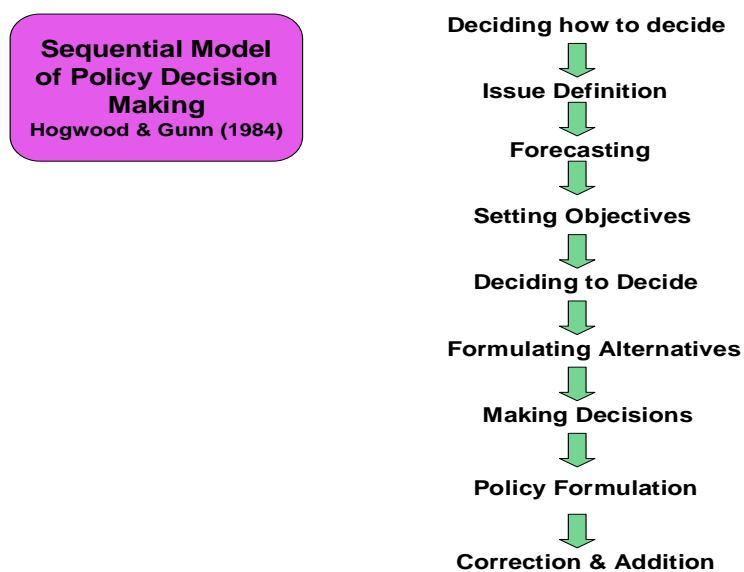 Sequential Model
of Policy Decision
Making
Hogwood & Gunn (1984)
Deciding how to decide
Issue Definition
Forecasting
Setting Objectives
Deciding to Decide
Formulating Alternatives
Making Decisions
Policy Formulation
Correction & Addition